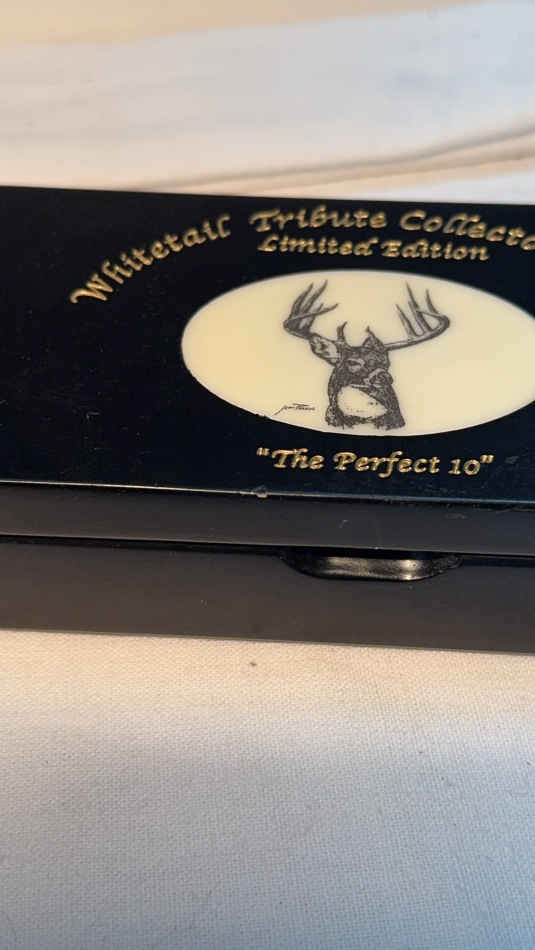 Whitetail Tribute Collecto
Limited Edition
"The Perfect 10"